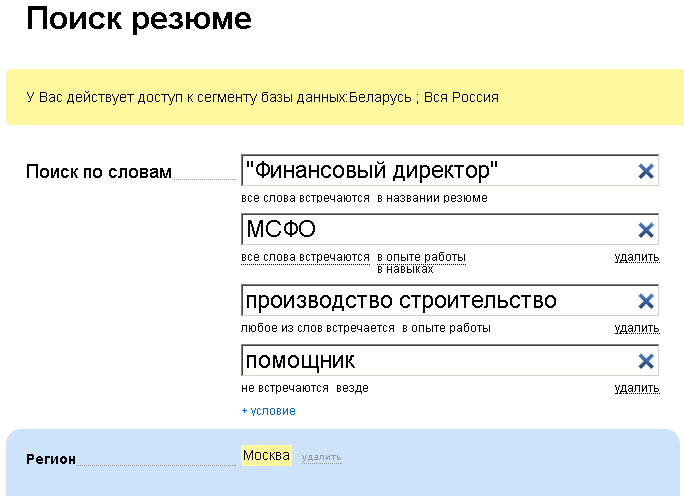 Поиск резюме
У Вас действует доступ к сегменту базы данных:Беларусь ; Вся Россия
Поиск по словам
"Финансовый директор"
все слова встречаются в названии резюме
МСФО
все слова встречаются в опыте работы удалить
в навыках
производство строительство
любое из слов встречается в опыте работы удалить
помощник
не встречаются везде удалить
+ условие
Регион Москва удалить